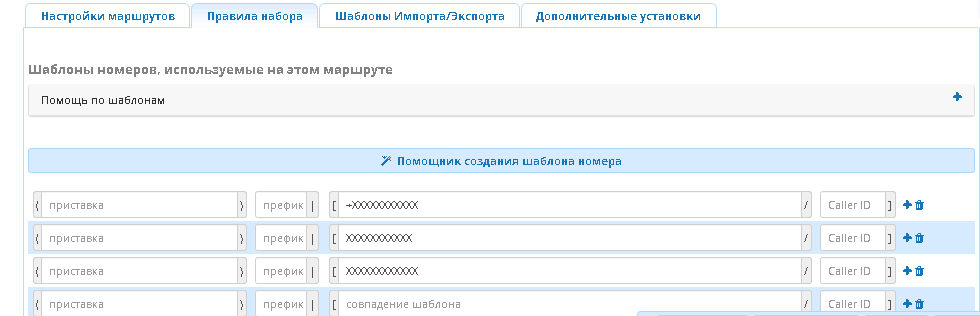 Настройки маршрутов Правила набора Шаблоны Импорта/Экспорта Дополнительные установки
Шаблоны номеров, используемые на этом маршруте
Помощь по шаблонам
Помощник создания шаблона номера
( приставка ) префик | [ +XXXXXXXXXXX / Caller ID ]
( приставка ) префик | [ XXXXXXXXXXX / Caller ID ]
( приставка ) префик | [ XXXXXXXXXXXX / Caller ID ]
( приставка ) префик | [ совпадение шаблона / Caller ID ]